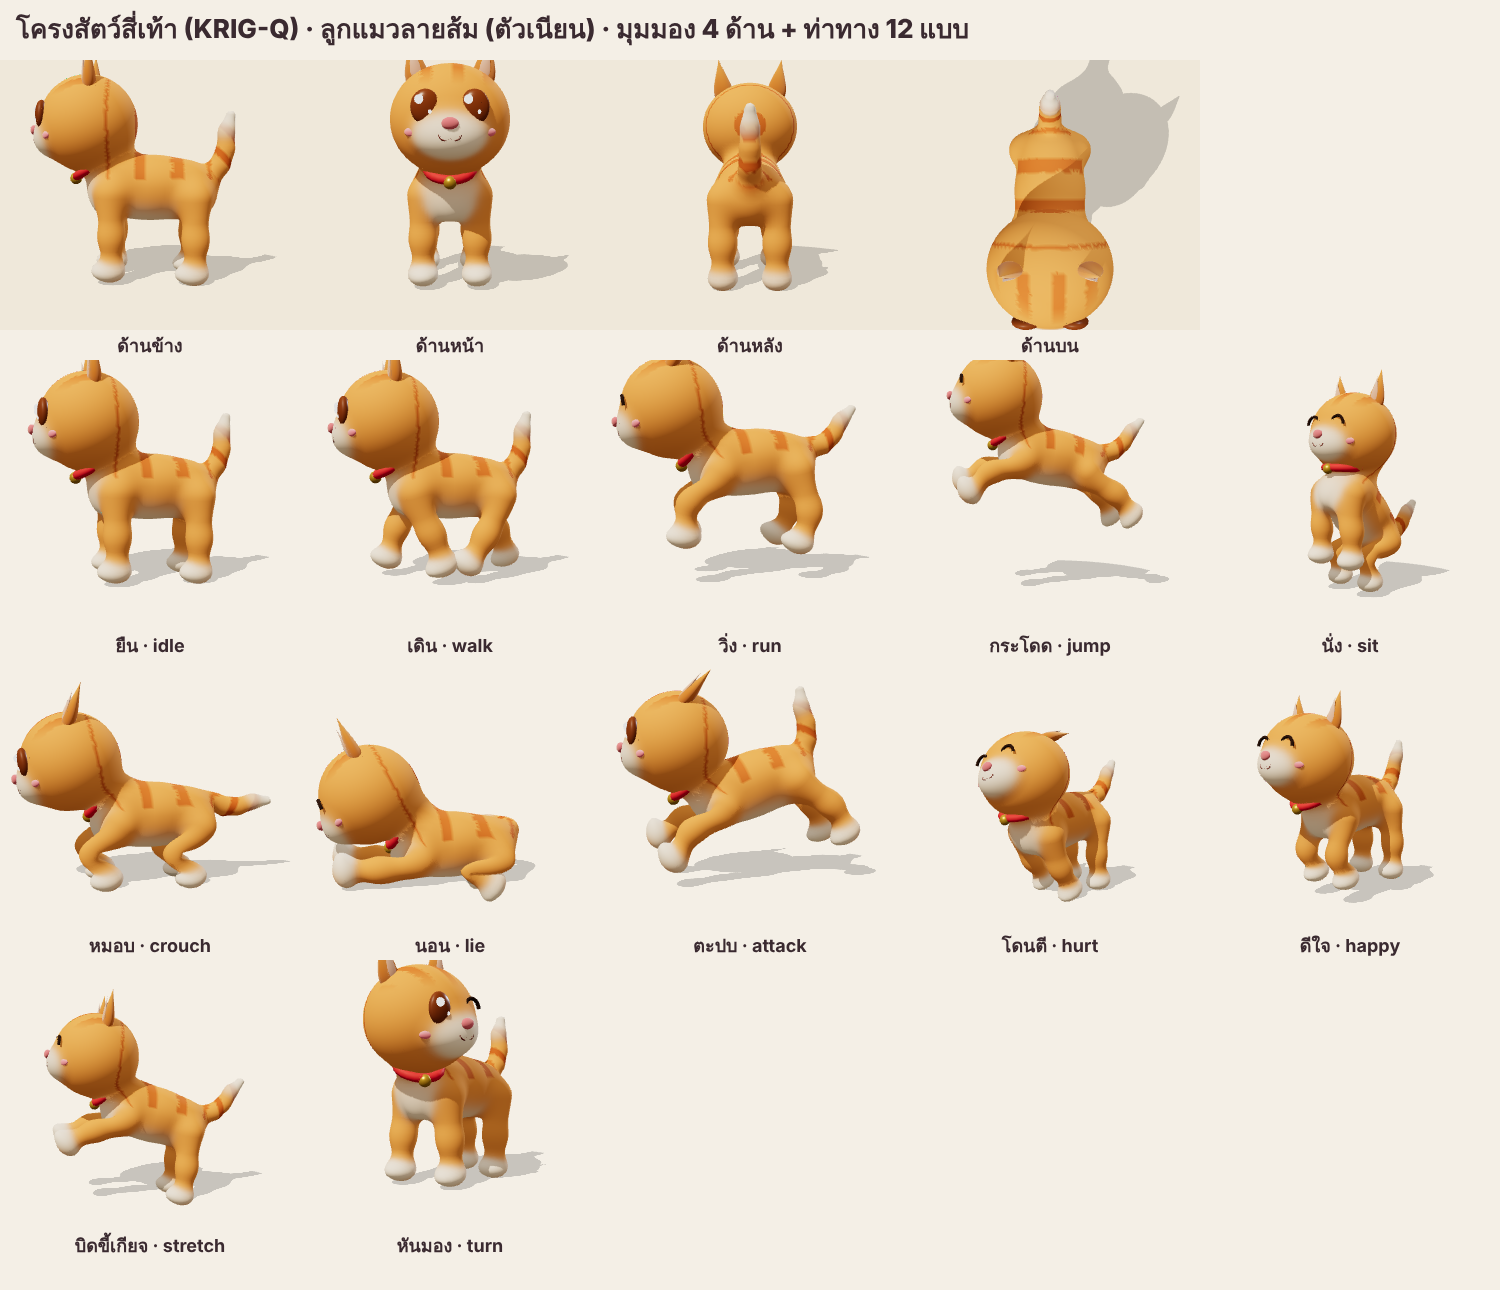 โครงสัตว์สี่เท้า (KRIG-Q) · ลูกแมวลายส้ม (ตัวเนียน) · มุมมอง 4 ด้าน + ท่าทาง 12 แบบ
ด้านข้าง
ด้านหน้า
ด้านหลัง
ด้านบน
ยืน · idle
เดิน · walk
วิ่ง · run
กระโดด · jump
นั่ง · sit
หมอบ · crouch
นอน · lie
ตะปบ · attack
โดนตี · hurt
ดีใจ · happy
บิดขี้เกียจ · stretch
หันมอง · turn